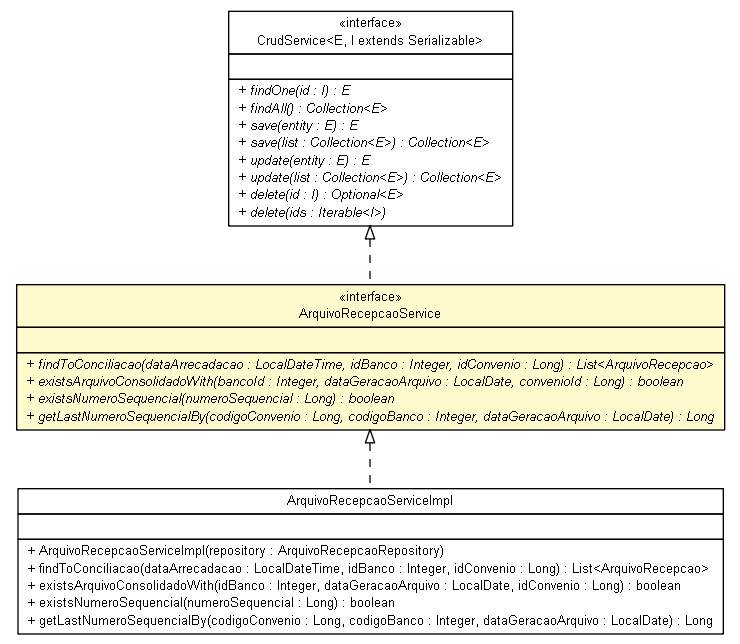 «interface»
CrudService<E, I extends Serializable>
+ findOne(id : I) : E
+ findAll() : Collection<E>
+ save(entity : E) : E
+ save(list : Collection<E>) : Collection<E>
+ update(entity : E) : E
+ update(list : Collection<E>) : Collection<E>
+ delete(id : I) : Optional<E>
+ delete(ids : Iterable<I>)
«interface»
ArquivoRecepcaoService
+ findToConciliacao(dataArrecadacao : LocalDateTime, idBanco : Integer, idConvenio : Long) : List<ArquivoRecepcao>
+ existsArquivoConsolidadoWith(bancoId : Integer, dataGeracaoArquivo : LocalDate, convenioId : Long) : boolean
+ existsNumeroSequencial(numeroSequencial : Long) : boolean
+ getLastNumeroSequencialBy(codigoConvenio : Long, codigoBanco : Integer, dataGeracaoArquivo : LocalDate) : Long
ArquivoRecepcaoServiceImpl
+ ArquivoRecepcaoServiceImpl(repository : ArquivoRecepcaoRepository)
+ findToConciliacao(dataArrecadacao : LocalDateTime, idBanco : Integer, idConvenio : Long) : List<ArquivoRecepcao>
+ existsArquivoConsolidadoWith(idBanco : Integer, dataGeracaoArquivo : LocalDate, idConvenio : Long) : boolean
+ existsNumeroSequencial(numeroSequencial : Long) : boolean
+ getLastNumeroSequencialBy(codigoConvenio : Long, codigoBanco : Integer, dataGeracaoArquivo : LocalDate) : Long